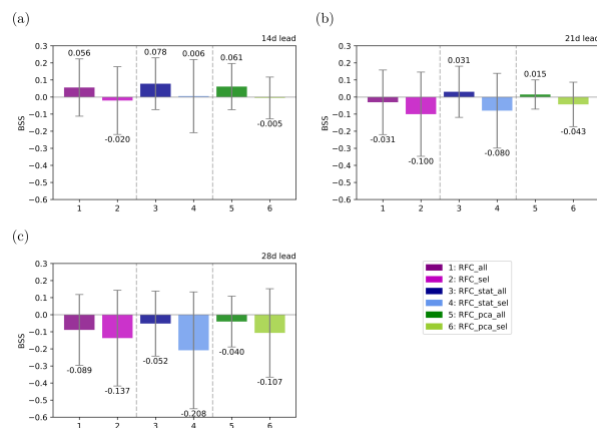 (a)
14d lead
0.3
0.2
0.1
0.0
−0.1
−0.2
−0.3
−0.4
−0.5
−0.6
BSS
0.056
-0.020
0.078
0.006
0.061
-0.005
1 2 3 4 5 6
(b)
21d lead
0.3
0.2
0.1
0.0
−0.1
−0.2
−0.3
−0.4
−0.5
−0.6
BSS
-0.031
-0.100
0.031
-0.080
0.015
-0.043
1 2 3 4 5 6
(c)
28d lead
0.3
0.2
0.1
0.0
−0.1
−0.2
−0.3
−0.4
−0.5
−0.6
BSS
-0.089
-0.137
-0.052
-0.208
-0.040
-0.107
1 2 3 4 5 6
1: RFC_all
2: RFC_sel
3: RFC_stat_all
4: RFC_stat_sel
5: RFC_pca_all
6: RFC_pca_sel